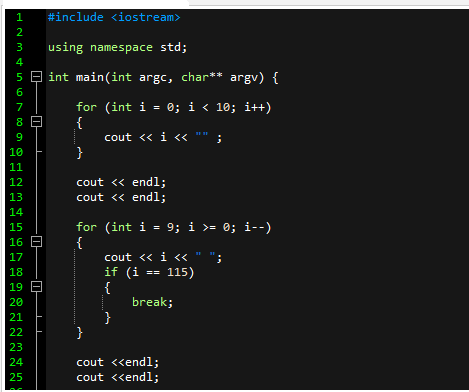 1 #include <iostream>
2
3 using namespace std;
4
5 int main(int argc, char** argv) {
6
7 for (int i = 0; i < 10; i++)
8 {
9 cout << i << "" ;
10 }
11
12 cout << endl;
13 cout << endl;
14
15 for (int i = 9; i >= 0; i--)
16 {
17 cout << i << " ";
18 if (i == 115)
19 {
20 break;
21 }
22 }
23
24 cout <<endl;
25 cout <<endl;